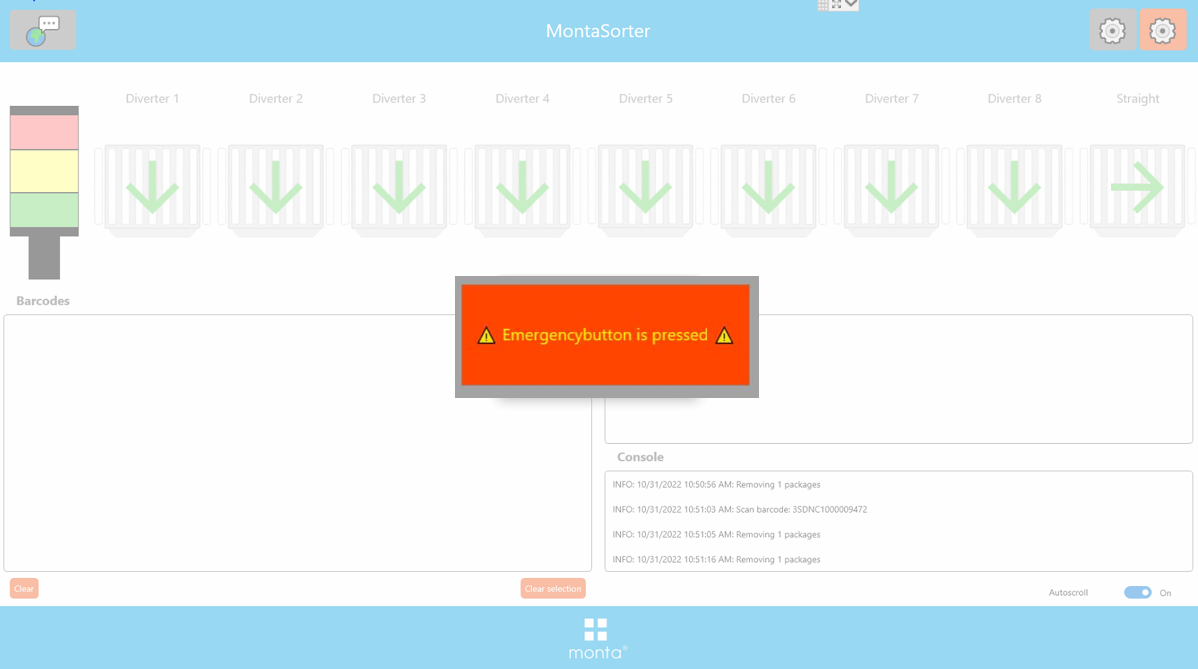 MontaSorter
Diverter 1
Diverter 2
Diverter 3
Diverter 4
Diverter 5
Diverter 6
Diverter 7
Diverter 8
Straight
Barcodes
Emergencybutton is pressed
Console
INFO: 10/31/2022 10:50:56 AM: Removing 1 packages
INFO: 10/31/2022 10:51:03 AM: Scan barcode: 3SDNC1000009472
INFO: 10/31/2022 10:51:05 AM: Removing 1 packages
INFO: 10/31/2022 10:51:16 AM: Removing 1 packages
Clear
Clear selection
Autoscroll
On
monta®